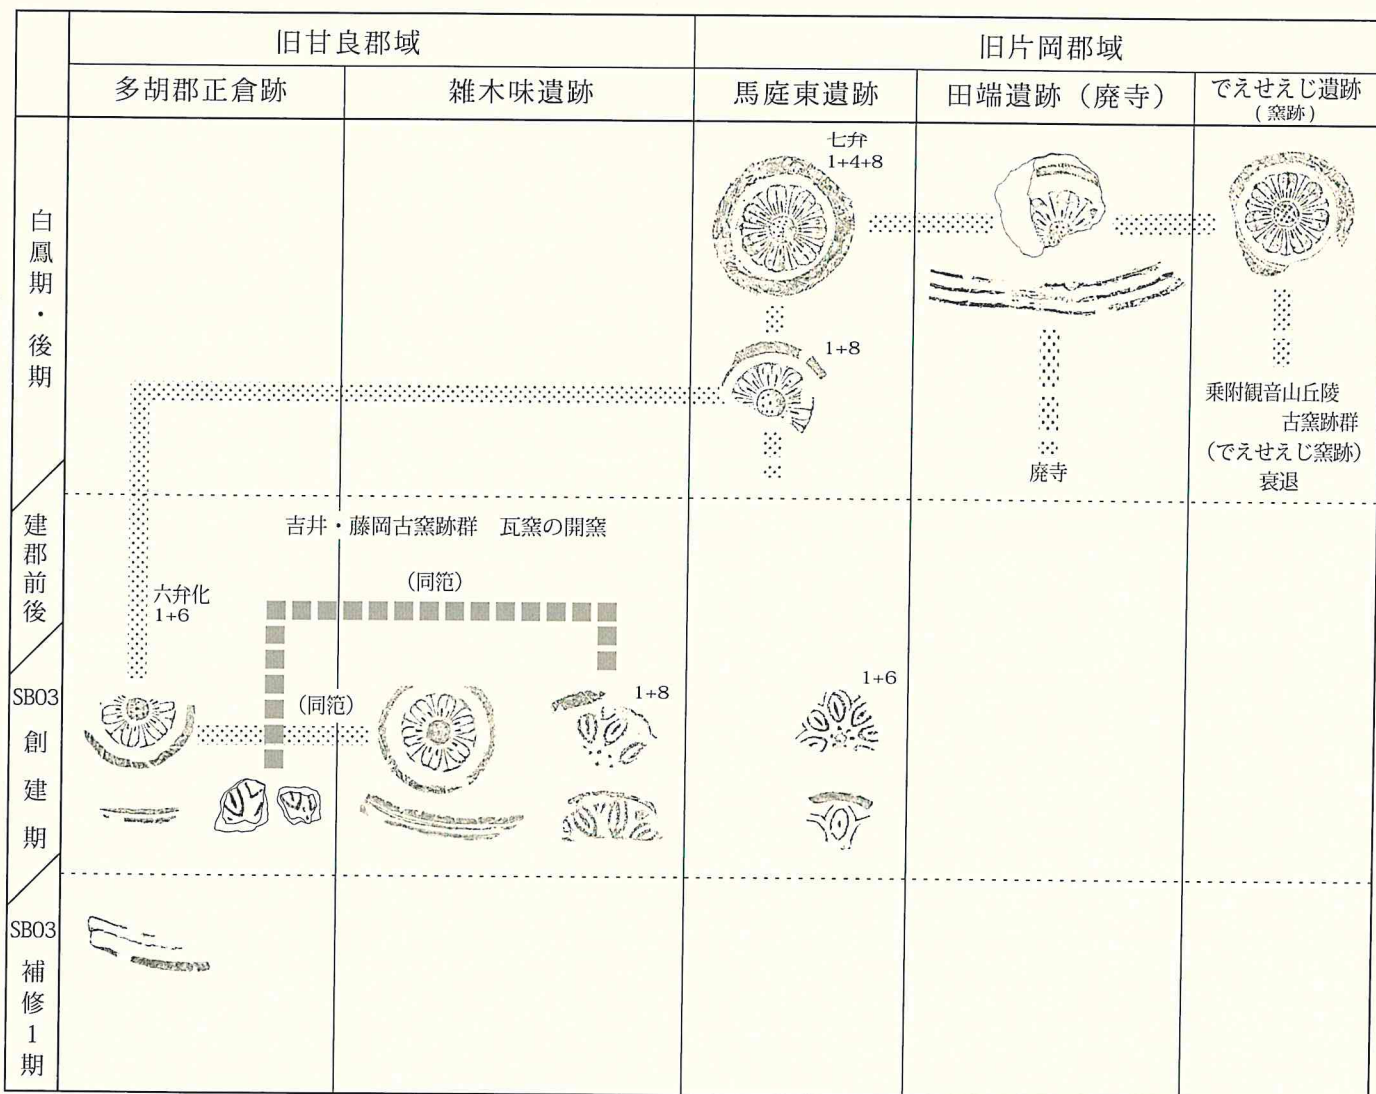 旧甘良郡域
旧片岡郡域
多胡郡正倉跡
雑木味遺跡
馬庭東遺跡
田端遺跡（廃寺）
でえせえじ遺跡
(窯跡)
白鳳期・後期
七弁
1+4+8
1+8
廃寺
乗附観音山丘陵
古窯跡群
（でえせえじ窯跡）
衰退
建郡前後
吉井・藤岡古窯跡群　瓦窯の開窯
(同笵)
六弁化
1+6
SB03
創建期
(同笵)
1+8
1+6
SB03
補修1期